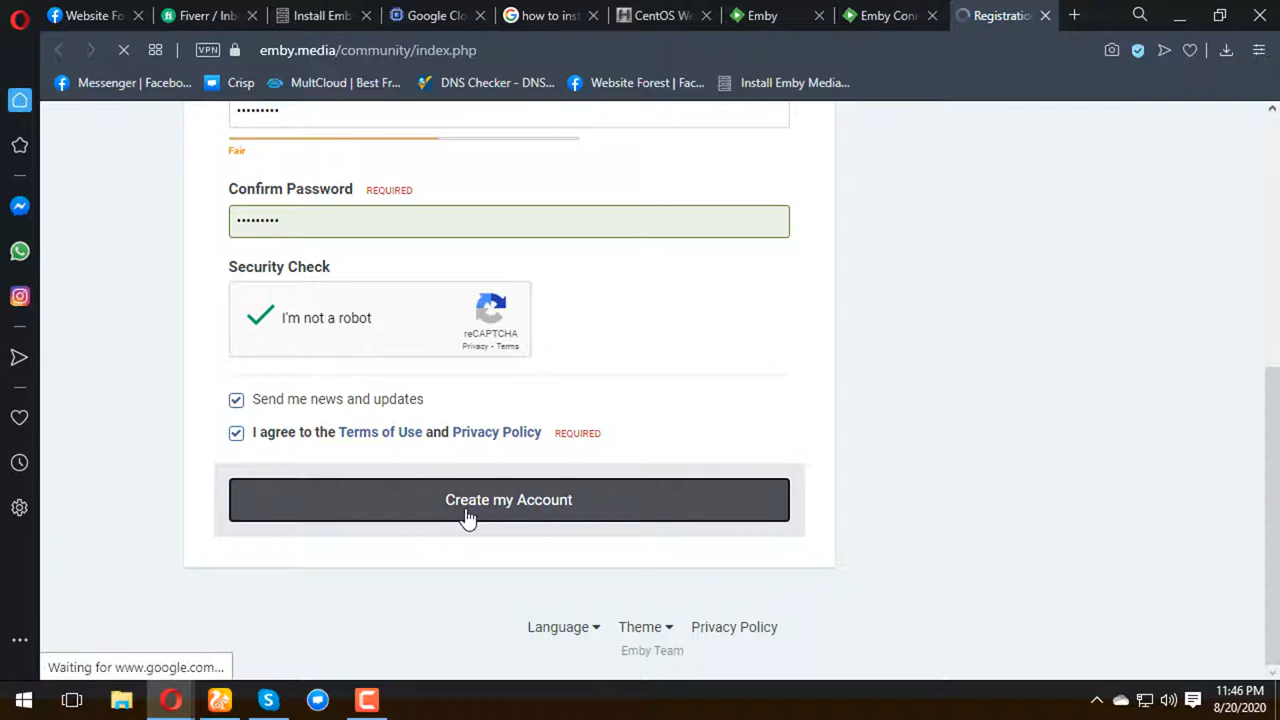 Website Fo
Fiverr / Inb
Install Emb
Google Clo
how to inst
CentOS We
Emby
Emby Con
Registratio
VPN
emby.media/community/index.php
Messenger | Facebo...
Crisp
MultCloud | Best Fr...
DNS Checker - DNS...
Website Forest | Fac...
Install Emby Media...
•••••••••
Fair
Confirm Password REQUIRED
•••••••••
Security Check
I'm not a robot
reCAPTCHA
Privacy - Terms
Send me news and updates
I agree to the Terms of Use and Privacy Policy REQUIRED
Create my Account
Language Theme Privacy Policy
Emby Team
Waiting for www.google.com...
11:46 PM
8/20/2020